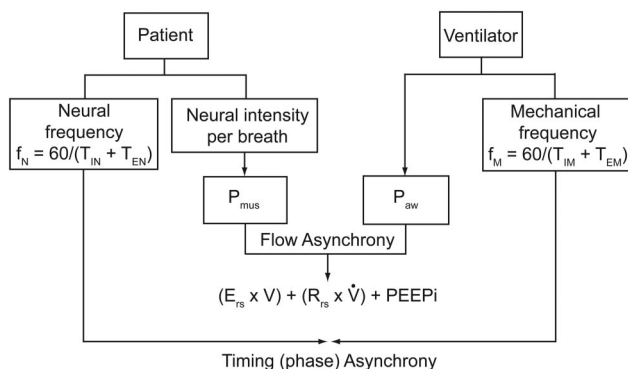 Patient
Ventilator
Neural
frequency
f_N = 60/(T_IN + T_EN)
Neural intensity
per breath
Mechanical
frequency
f_M = 60/(T_IM + T_EM)
P_mus
P_aw
Flow Asynchrony
(E_rs x V) + (R_rs x V̇) + PEEPi
Timing (phase) Asynchrony